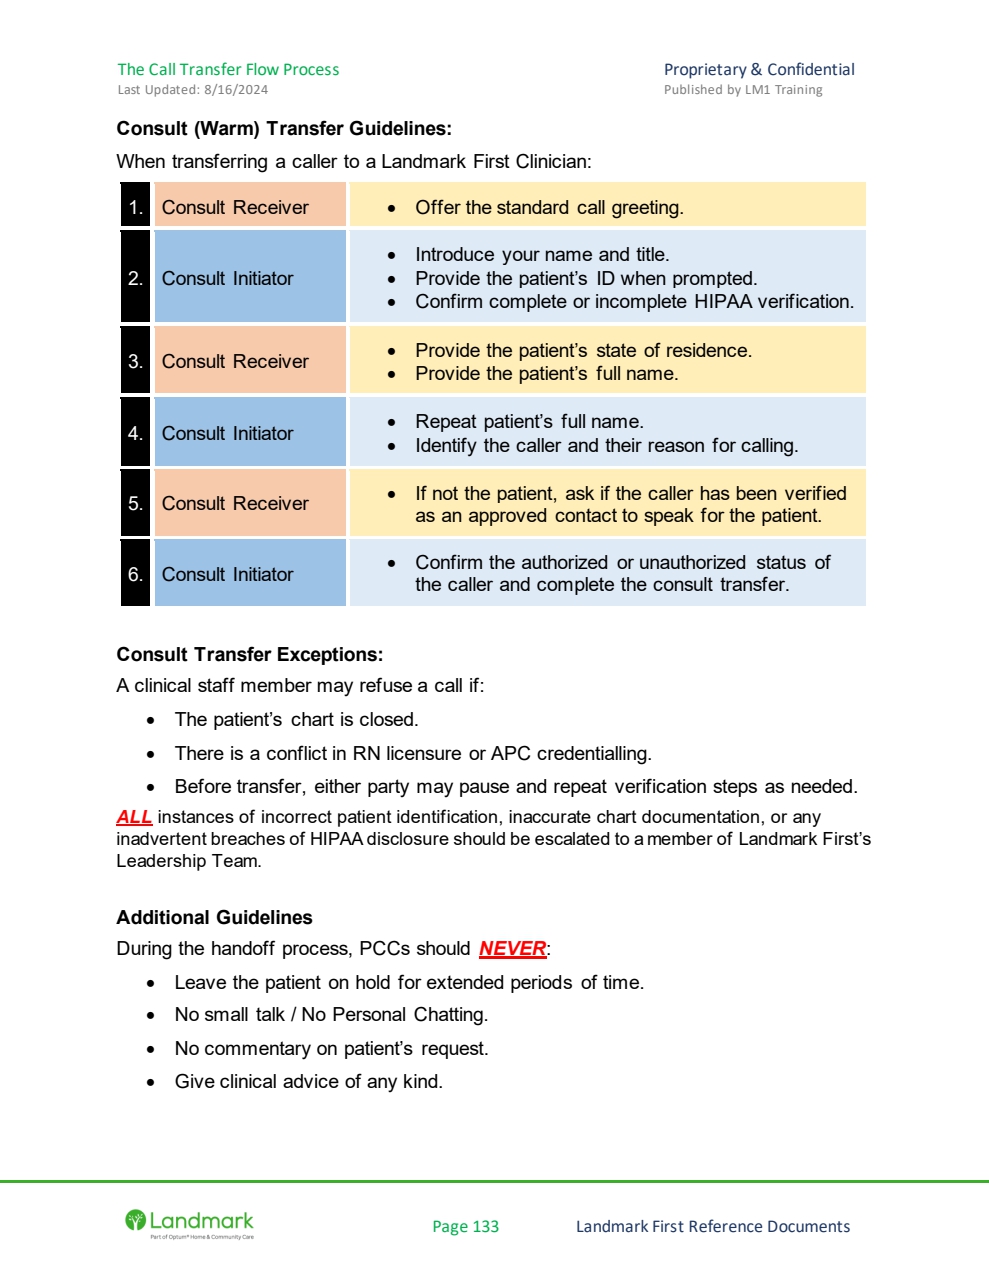 The Call Transfer Flow Process
Proprietary & Confidential
Last Updated: 8/16/2024
Published by LM1 Training
Consult (Warm) Transfer Guidelines:
When transferring a caller to a Landmark First Clinician:
1. Consult Receiver
• Offer the standard call greeting.
2. Consult Initiator
• Introduce your name and title.
• Provide the patient’s ID when prompted.
• Confirm complete or incomplete HIPAA verification.
3. Consult Receiver
• Provide the patient’s state of residence.
• Provide the patient’s full name.
4. Consult Initiator
• Repeat patient’s full name.
• Identify the caller and their reason for calling.
5. Consult Receiver
• If not the patient, ask if the caller has been verified
as an approved contact to speak for the patient.
6. Consult Initiator
• Confirm the authorized or unauthorized status of
the caller and complete the consult transfer.
Consult Transfer Exceptions:
A clinical staff member may refuse a call if:
• The patient’s chart is closed.
• There is a conflict in RN licensure or APC credentialling.
• Before transfer, either party may pause and repeat verification steps as needed.
ALL instances of incorrect patient identification, inaccurate chart documentation, or any
inadvertent breaches of HIPAA disclosure should be escalated to a member of Landmark First’s
Leadership Team.
Additional Guidelines
During the handoff process, PCCs should NEVER:
• Leave the patient on hold for extended periods of time.
• No small talk / No Personal Chatting.
• No commentary on patient’s request.
• Give clinical advice of any kind.
Landmark
Part of Optum® Home & Community Care
Page 133
Landmark First Reference Documents